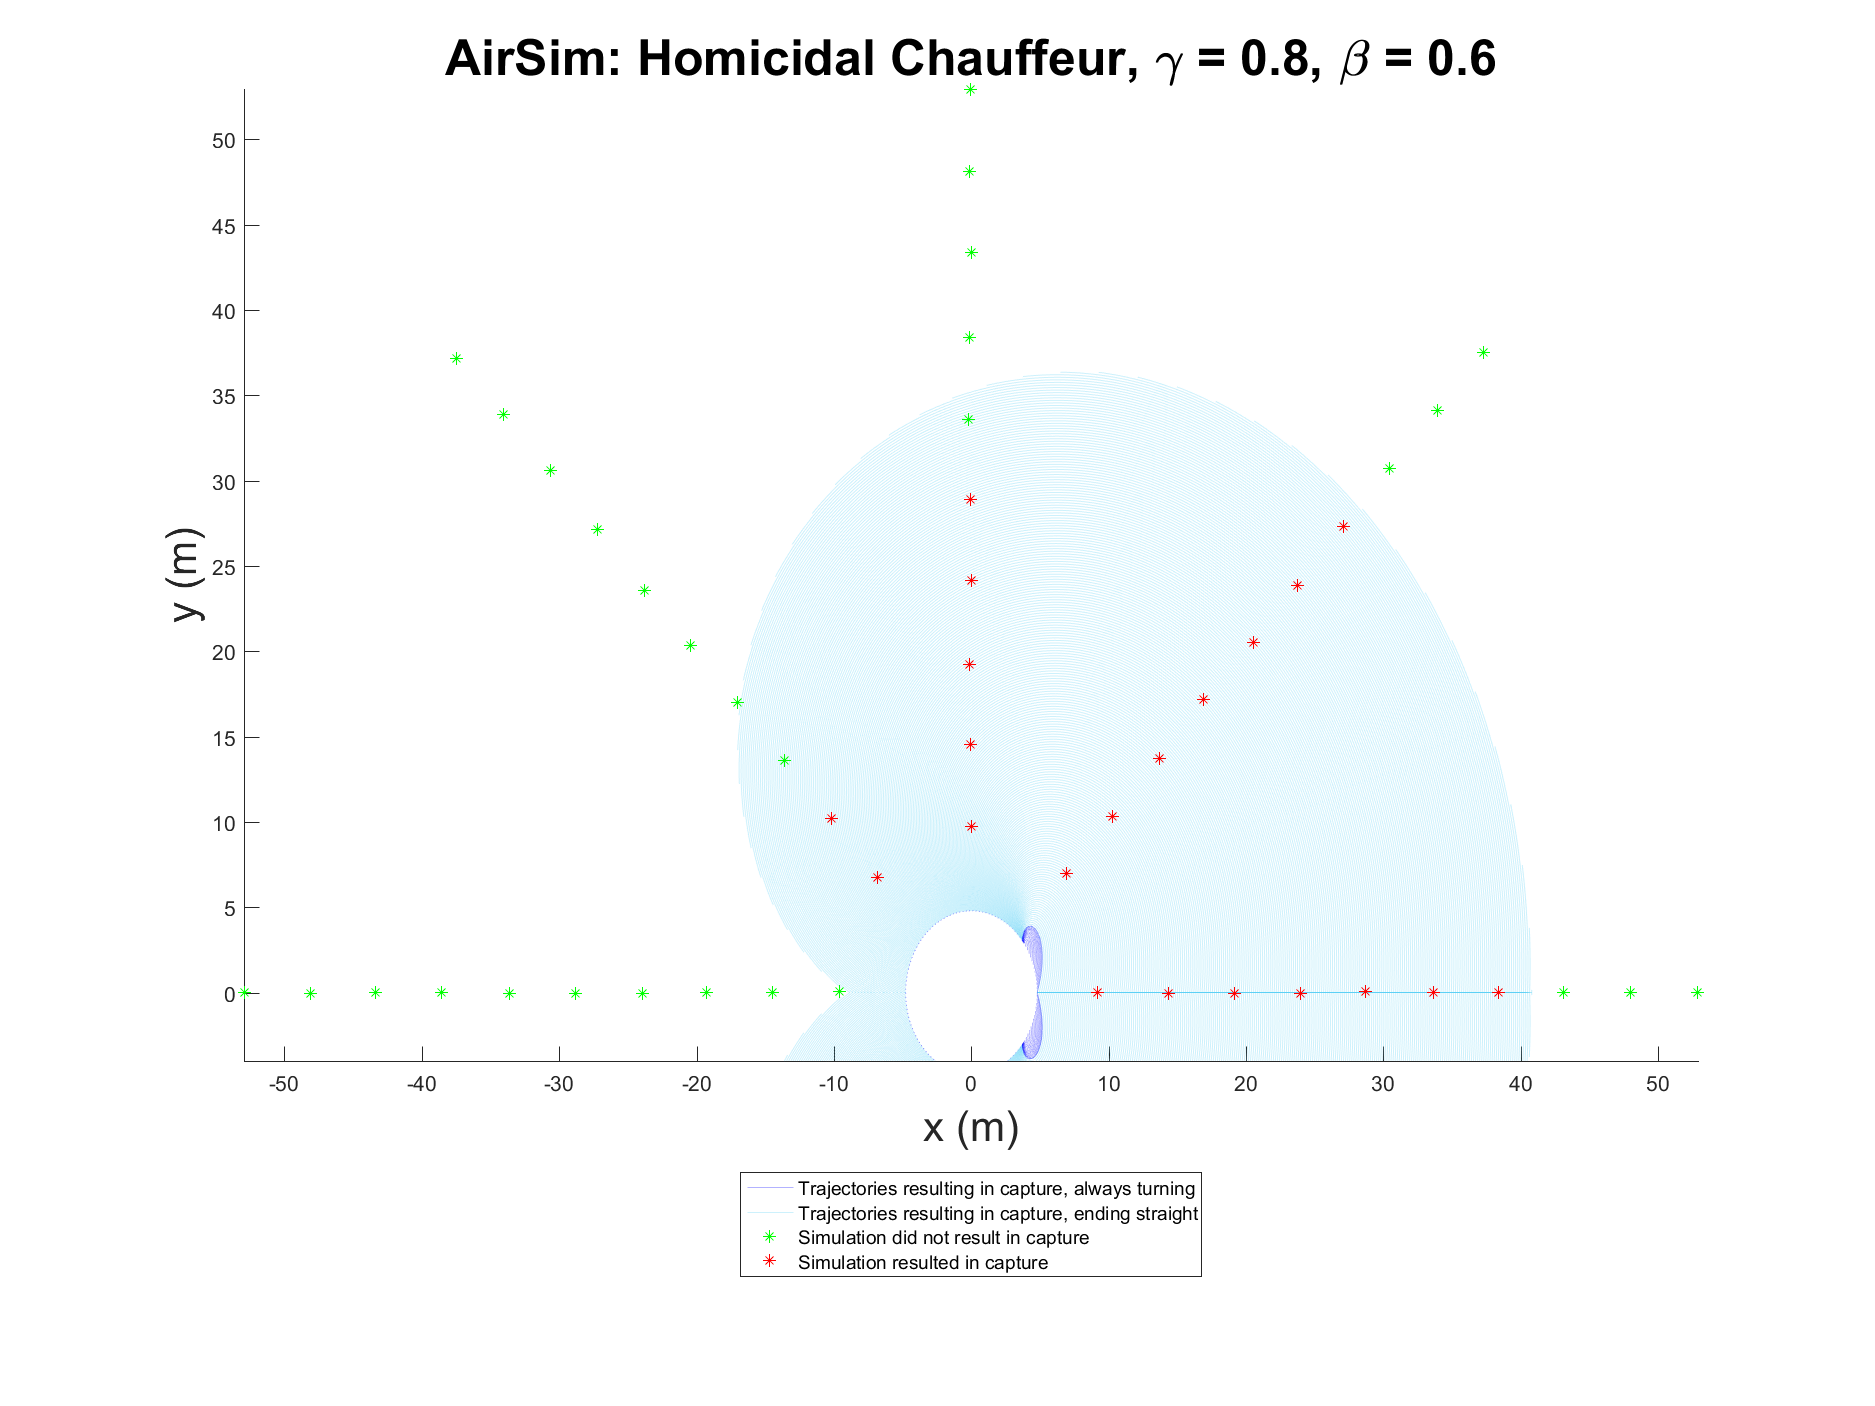 AirSim: Homicidal Chauffeur, γ = 0.8, β = 0.6
50
45
40
35
30
25
20
15
10
5
0
y (m)
-50 -40 -30 -20 -10 0 10 20 30 40 50
x (m)
Trajectories resulting in capture, always turning
Trajectories resulting in capture, ending straight
Simulation did not result in capture
Simulation resulted in capture